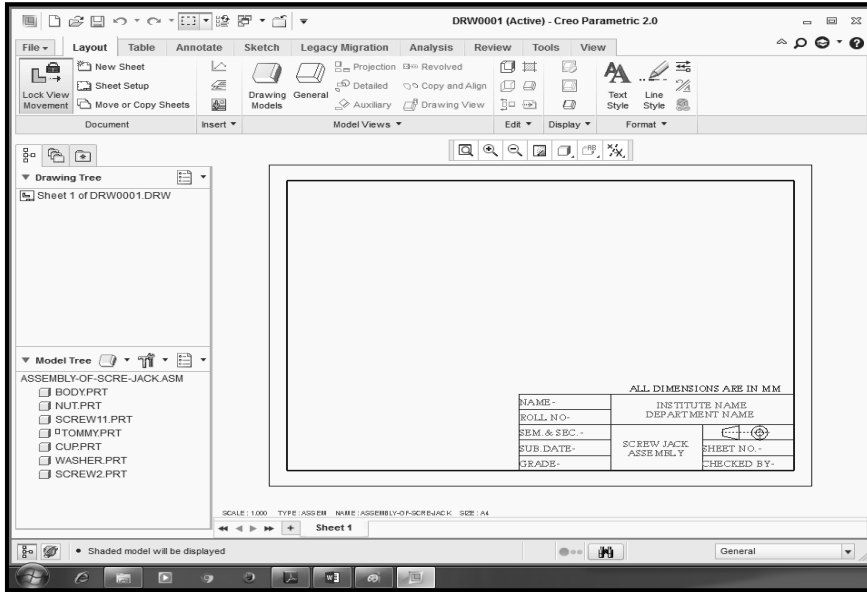 DRW0001 (Active) - Creo Parametric 2.0
File Layout Table Annotate Sketch Legacy Migration Analysis Review Tools View
Lock View Movement
New Sheet
Sheet Setup
Move or Copy Sheets
Drawing Models
General
Projection Revolved
Detailed Copy and Align
Auxiliary Drawing View
Text Style
Line Style
Document Insert Model Views Edit Display Format
Drawing Tree
Sheet 1 of DRW0001.DRW
Model Tree
ASSEMBLY-OF-SCRE-JACK.ASM
BODY.PRT
NUT.PRT
SCREW11.PRT
TOMMY.PRT
CUP.PRT
WASHER.PRT
SCREW2.PRT
ALL DIMENSIONS ARE IN MM
NAME-
ROLL NO-
SEM.& SEC.-
SUB.DATE-
GRADE-
INSTITUTE NAME
DEPARTMENT NAME
SCREW JACK
ASSEMBLY
SHEET NO.-
CHECKED BY-
SCALE : 1.000 TYPE : ASSEM NAME : ASSEMBLY-OF-SCRE-JACK SIZE : A4
Sheet 1
Shaded model will be displayed
General